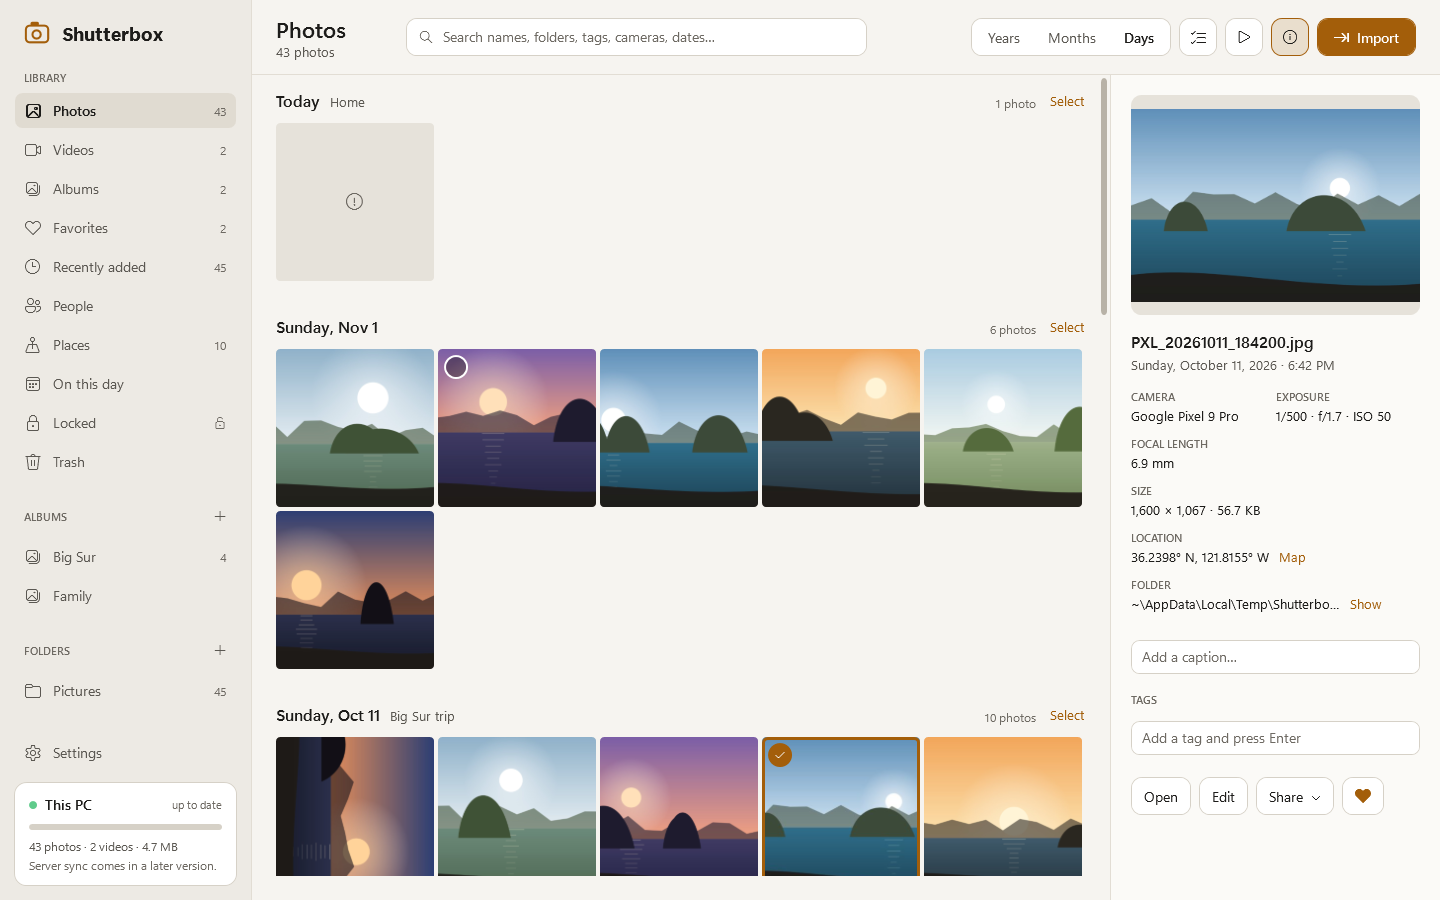 Shutterbox
LIBRARY
Photos 43
Videos 2
Albums 2
Favorites 2
Recently added 45
People
Places 10
On this day
Locked
Trash
ALBUMS
Big Sur 4
Family
FOLDERS
Pictures 45
Settings
This PC up to date
43 photos · 2 videos · 4.7 MB
Server sync comes in a later version.
Photos
43 photos
Search names, folders, tags, cameras, dates...
Years Months Days
Import
Today Home 1 photo Select
Sunday, Nov 1 6 photos Select
Sunday, Oct 11 Big Sur trip 10 photos Select
PXL_20261011_184200.jpg
Sunday, October 11, 2026 · 6:42 PM
CAMERA EXPOSURE
Google Pixel 9 Pro 1/500 · f/1.7 · ISO 50
FOCAL LENGTH
6.9 mm
SIZE
1,600 × 1,067 · 56.7 KB
LOCATION
36.2398° N, 121.8155° W Map
FOLDER
~\AppData\Local\Temp\Shutterbo... Show
Add a caption...
TAGS
Add a tag and press Enter
Open Edit Share